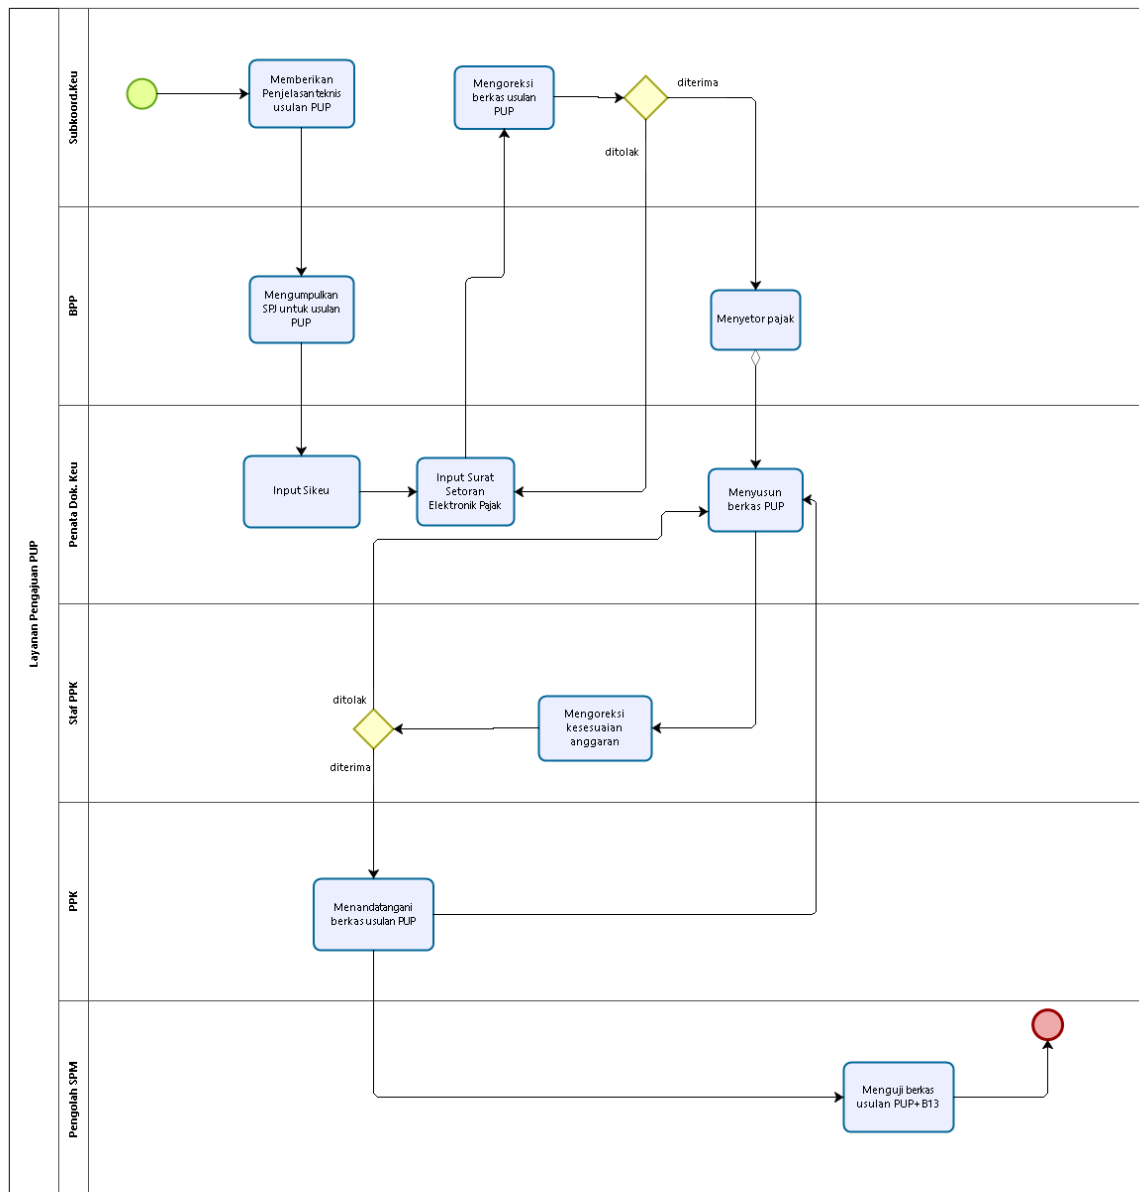 Layanan Pengajuan PUP
Subkoord.Keu
Memberikan
Penjelasan teknis
usulan PUP
Mengoreksi
berkas usulan
PUP
diterima
ditolak
BPP
Mengumpulkan
SPJ untuk usulan
PUP
Menyetor pajak
Penata Dok. Keu
Input Sikeu
Input Surat
Setoran
Elektronik Pajak
Menyusun
berkas PUP
Staf PPK
ditolak
diterima
Mengoreksi
kesesuaian
anggaran
PPK
Menandatangani
berkas usulan PUP
Pengolah SPM
Menguji berkas
usulan PUP+B13